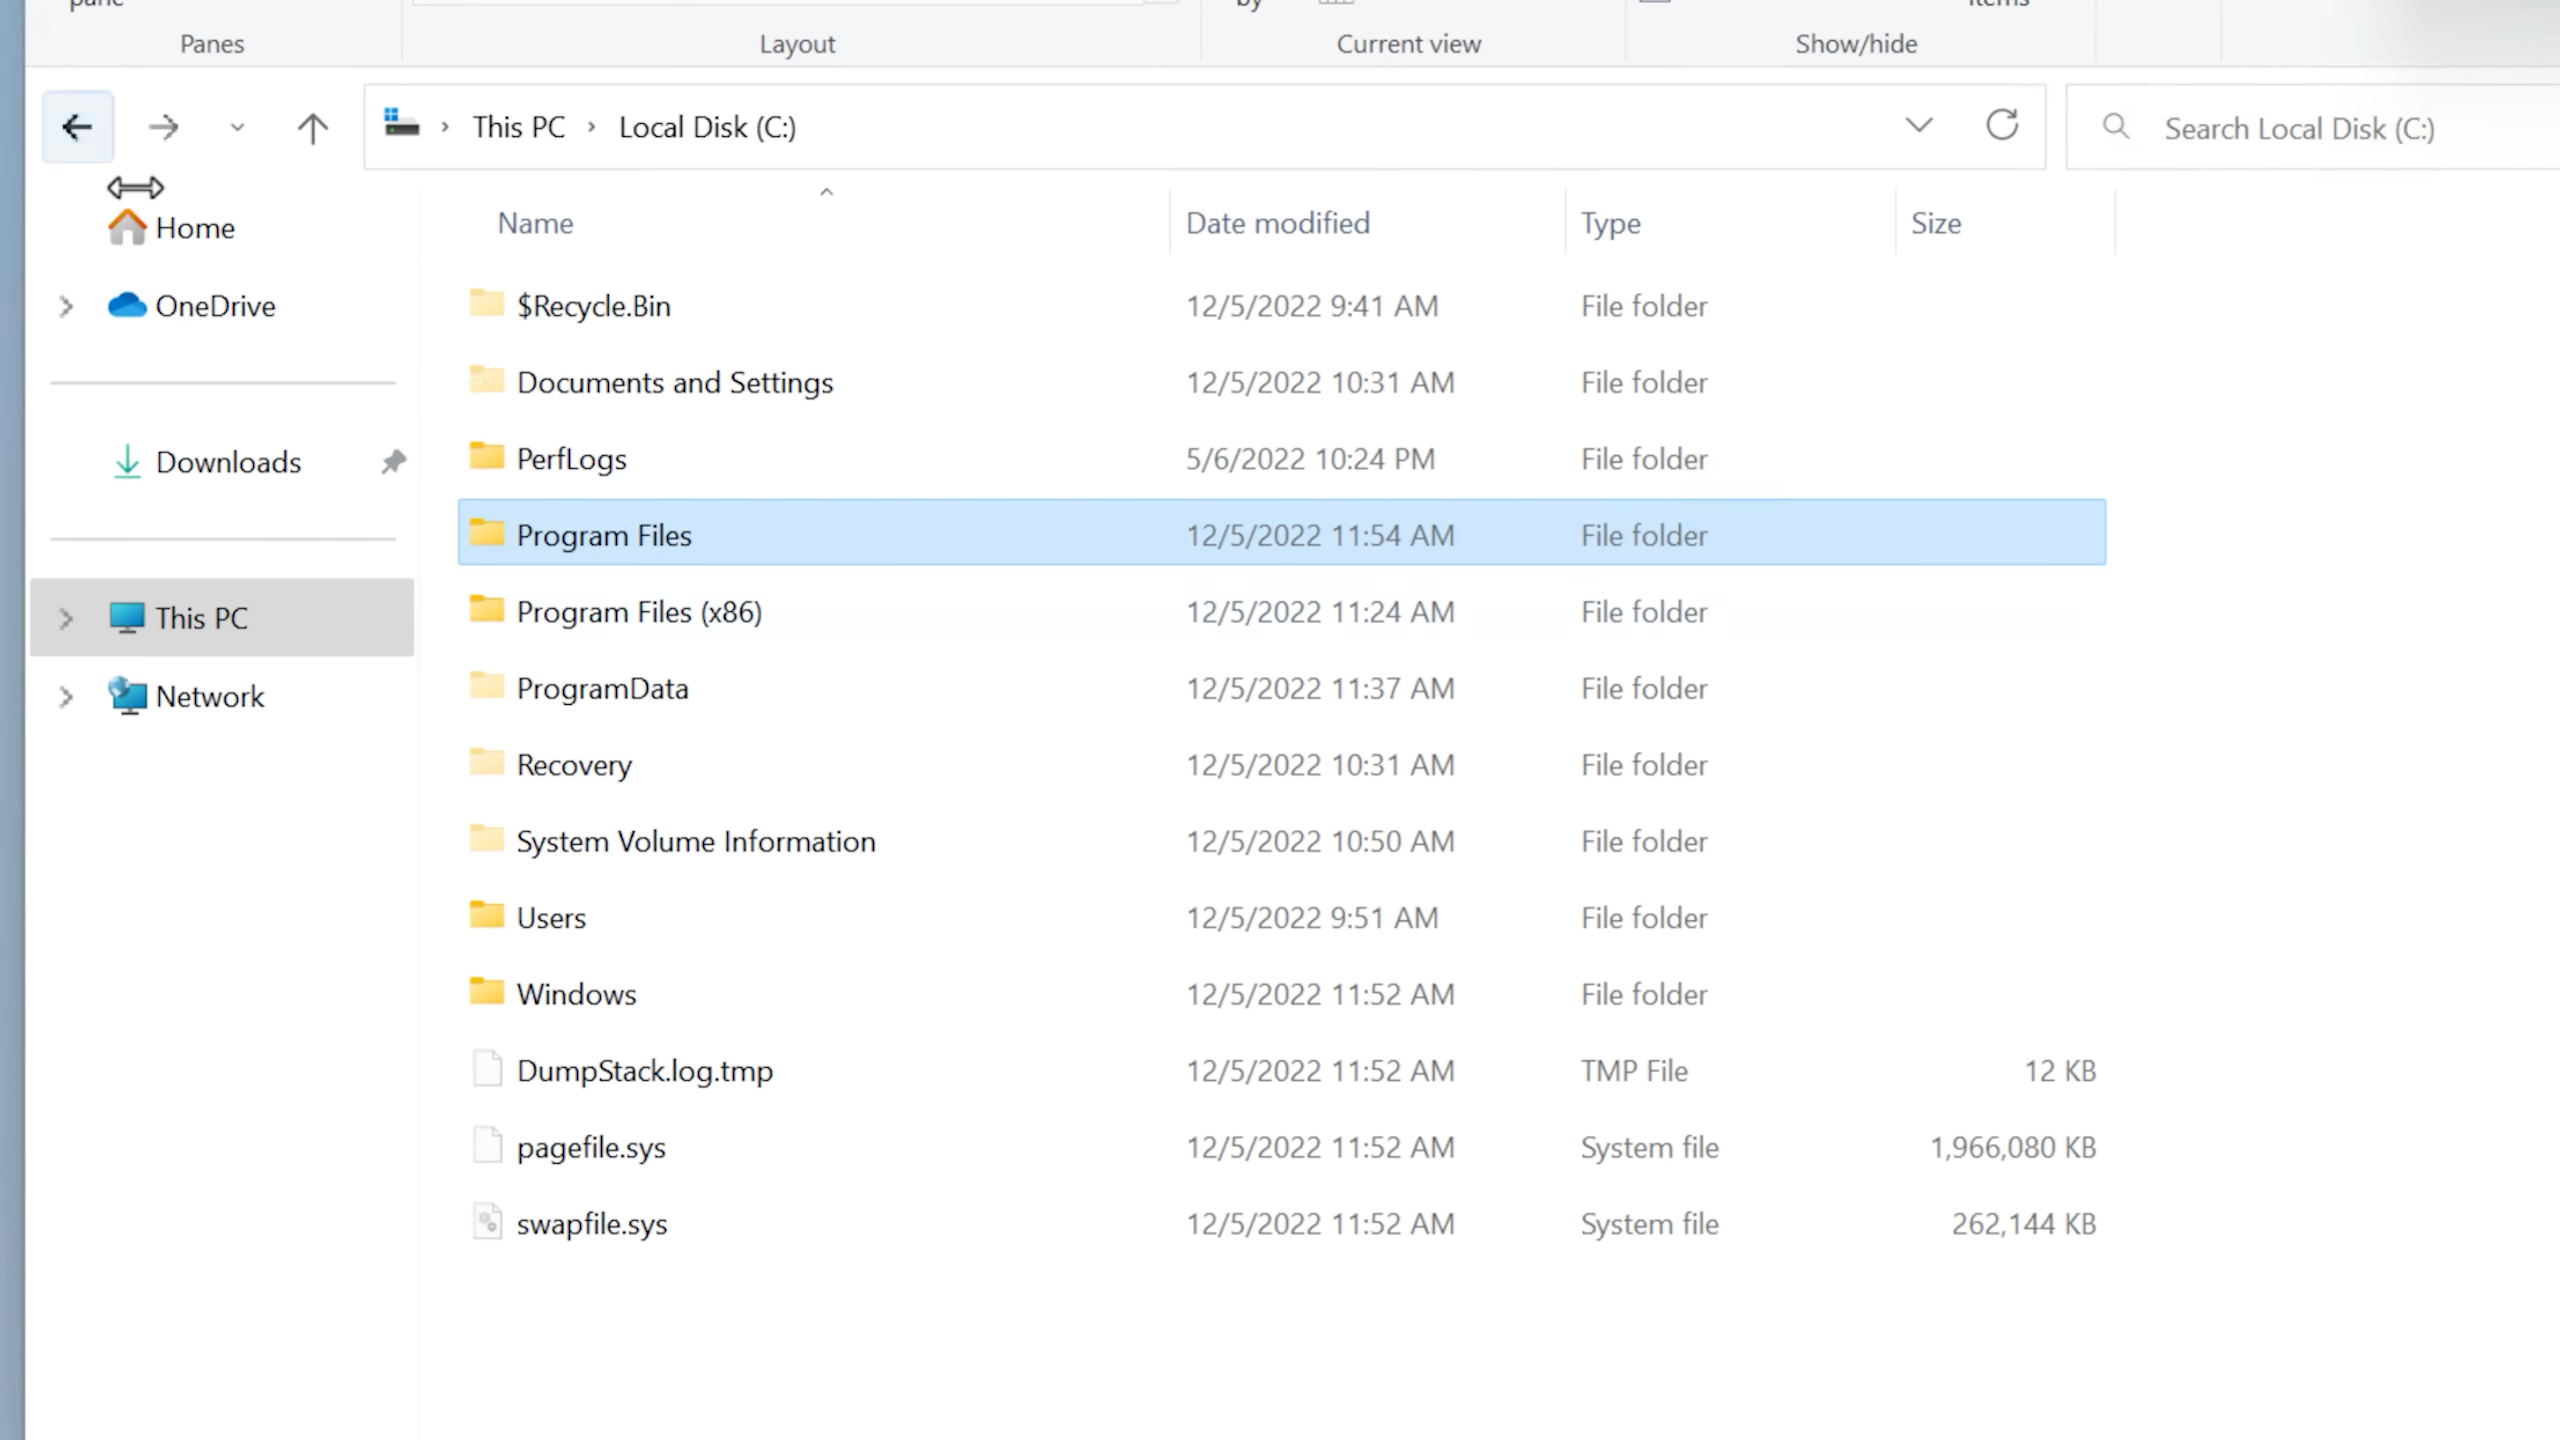 pane
by
items
Panes
Layout
Current view
Show/hide
This PC
Local Disk (C:)
Search Local Disk (C:)
Home
OneDrive
Downloads
This PC
Network
Name Date modified Type Size
$Recycle.Bin 12/5/2022 9:41 AM File folder
Documents and Settings 12/5/2022 10:31 AM File folder
PerfLogs 5/6/2022 10:24 PM File folder
Program Files 12/5/2022 11:54 AM File folder
Program Files (x86) 12/5/2022 11:24 AM File folder
ProgramData 12/5/2022 11:37 AM File folder
Recovery 12/5/2022 10:31 AM File folder
System Volume Information 12/5/2022 10:50 AM File folder
Users 12/5/2022 9:51 AM File folder
Windows 12/5/2022 11:52 AM File folder
DumpStack.log.tmp 12/5/2022 11:52 AM TMP File 12 KB
pagefile.sys 12/5/2022 11:52 AM System file 1,966,080 KB
swapfile.sys 12/5/2022 11:52 AM System file 262,144 KB